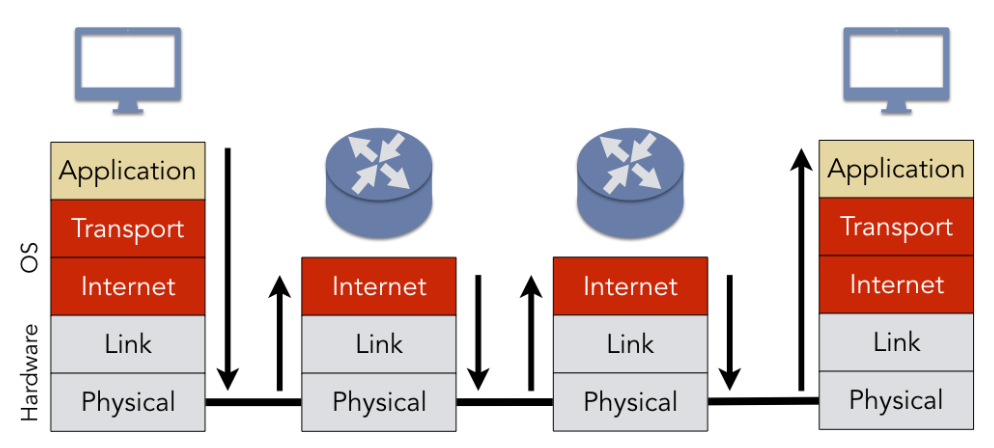 Application
Transport
Internet
Link
Physical
OS
Hardware
Internet
Link
Physical
Internet
Link
Physical
Application
Transport
Internet
Link
Physical